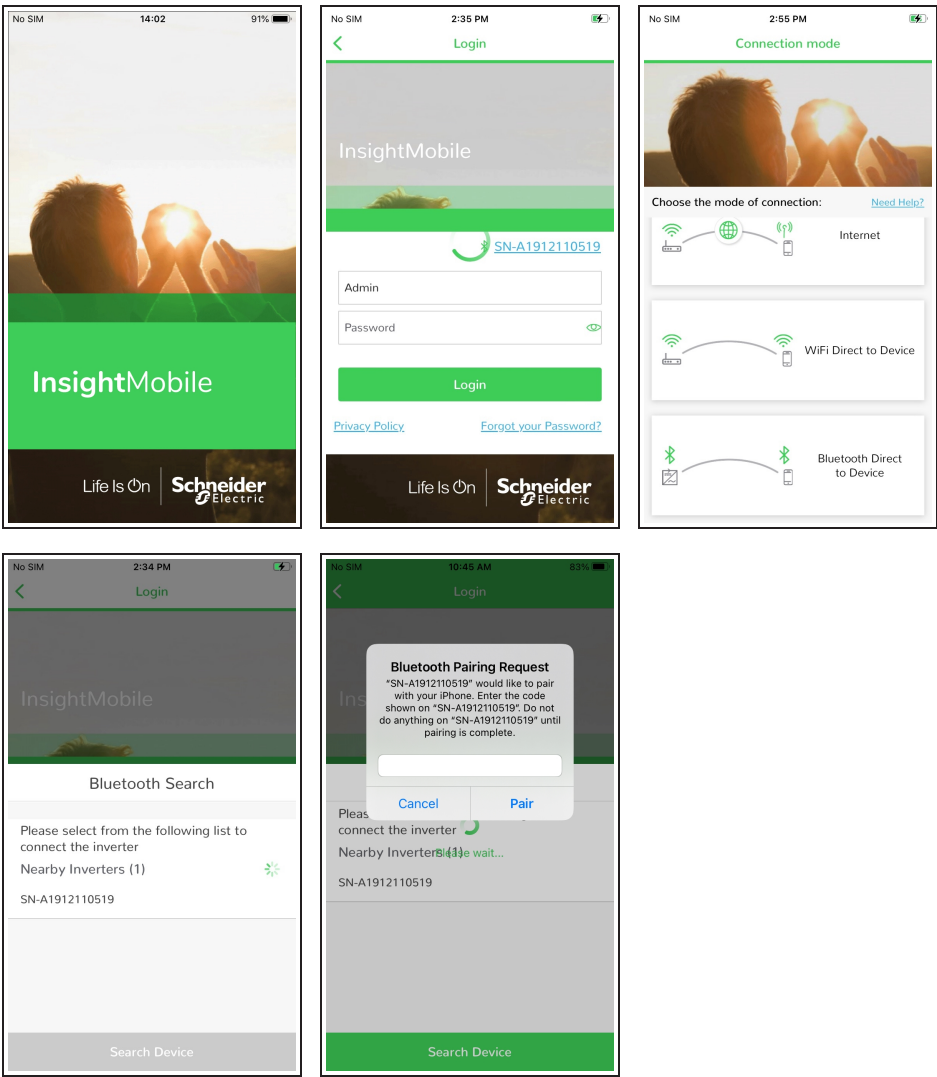 No SIM 14:02 91%
InsightMobile
Life Is On
Schneider
Electric
No SIM 2:35 PM
Login
InsightMobile
SN-A1912110519
Admin
Password
Login
Privacy Policy Forgot your Password?
Life Is On
Schneider
Electric
No SIM 2:55 PM
Connection mode
Choose the mode of connection: Need Help?
Internet
WiFi Direct to Device
Bluetooth Direct
to Device
No SIM 2:34 PM
Login
InsightMobile
Bluetooth Search
Please select from the following list to
connect the inverter
Nearby Inverters (1)
SN-A1912110519
Search Device
No SIM 10:45 AM 83%
Login
Ins
Bluetooth Pairing Request
“SN-A1912110519” would like to pair
with your iPhone. Enter the code
shown on “SN-A1912110519”. Do not
do anything on “SN-A1912110519” until
pairing is complete.
Cancel Pair
Pleas
connect the inverter
Nearby Inverters (1)
Please wait...
SN-A1912110519
Search Device